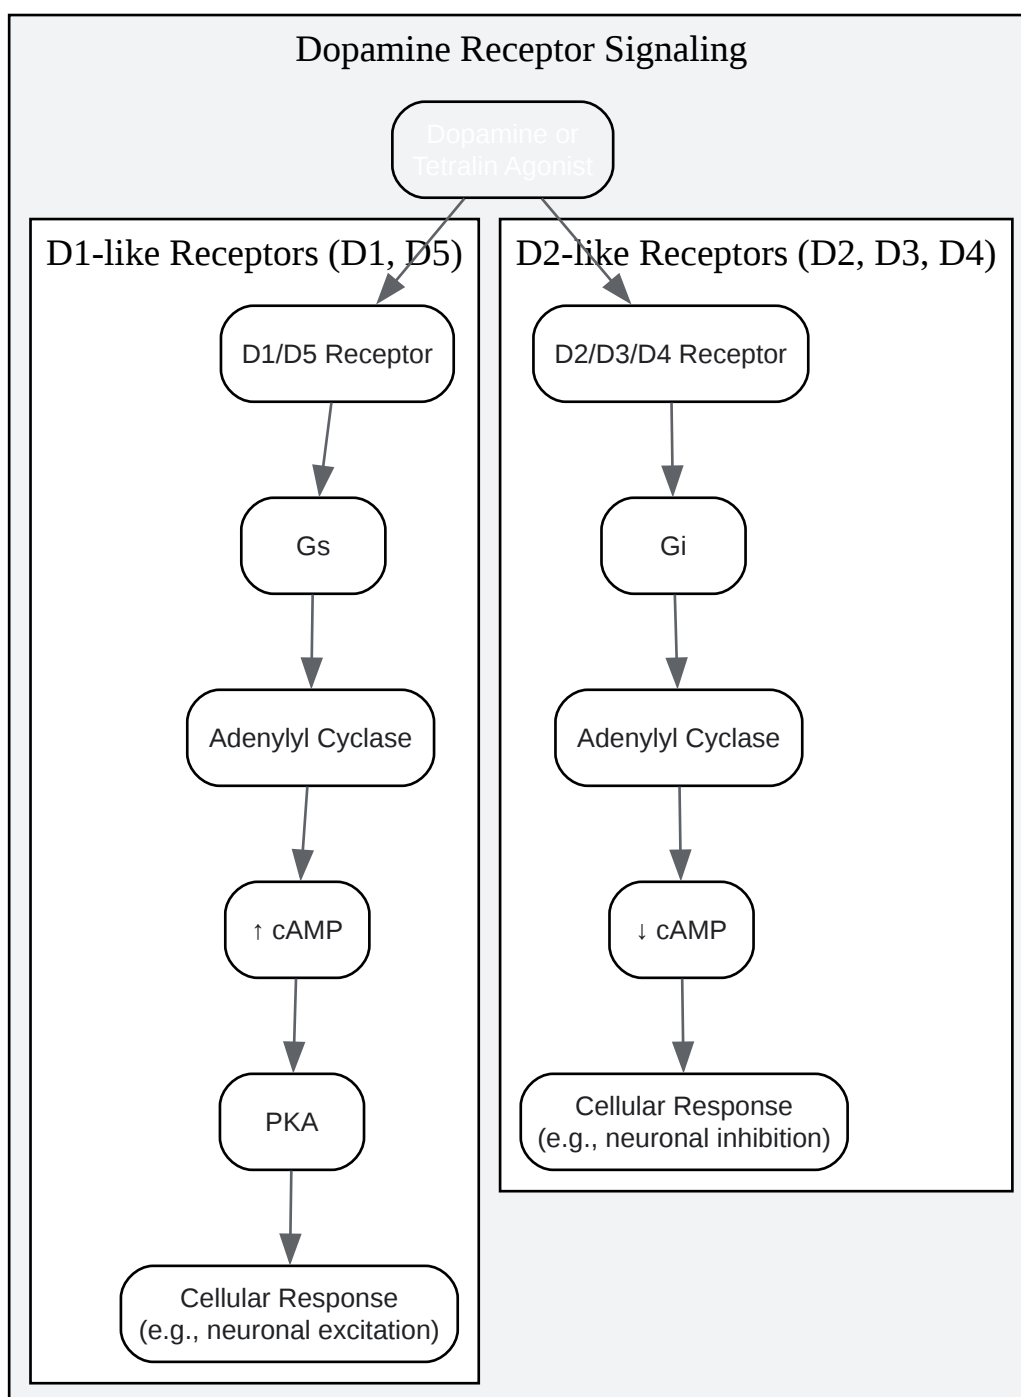 Dopamine Receptor Signaling
Dopamine or
Tetralin Agonist
D1-like Receptors (D1, D5)
D1/D5 Receptor
Gs
Adenylyl Cyclase
↑ cAMP
PKA
Cellular Response
(e.g., neuronal excitation)
D2-like Receptors (D2, D3, D4)
D2/D3/D4 Receptor
Gi
Adenylyl Cyclase
↓ cAMP
Cellular Response
(e.g., neuronal inhibition)